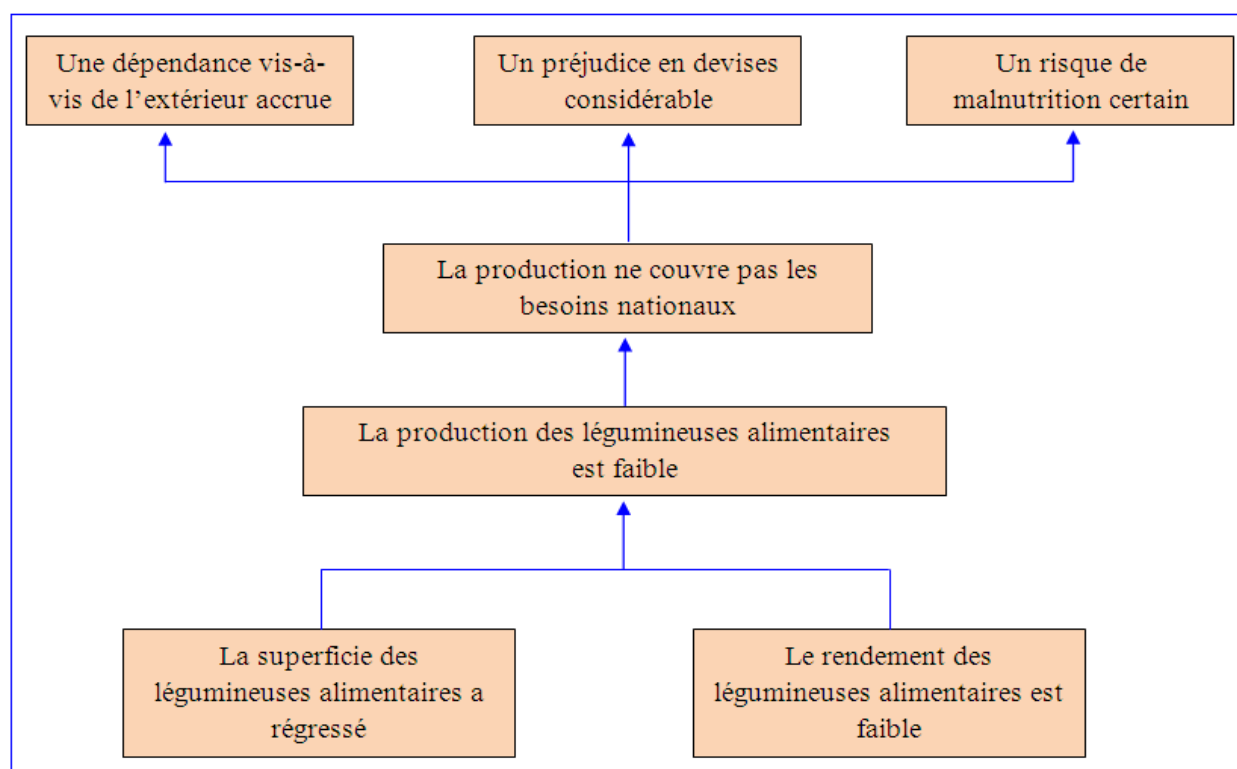 Une dépendance vis-à-
vis de l'extérieur accrue
Un préjudice en devises
considérable
Un risque de
malnutrition certain
La production ne couvre pas les
besoins nationaux
La production des légumineuses alimentaires
est faible
La superficie des
légumineuses alimentaires a
régressé
Le rendement des
légumineuses alimentaires est
faible